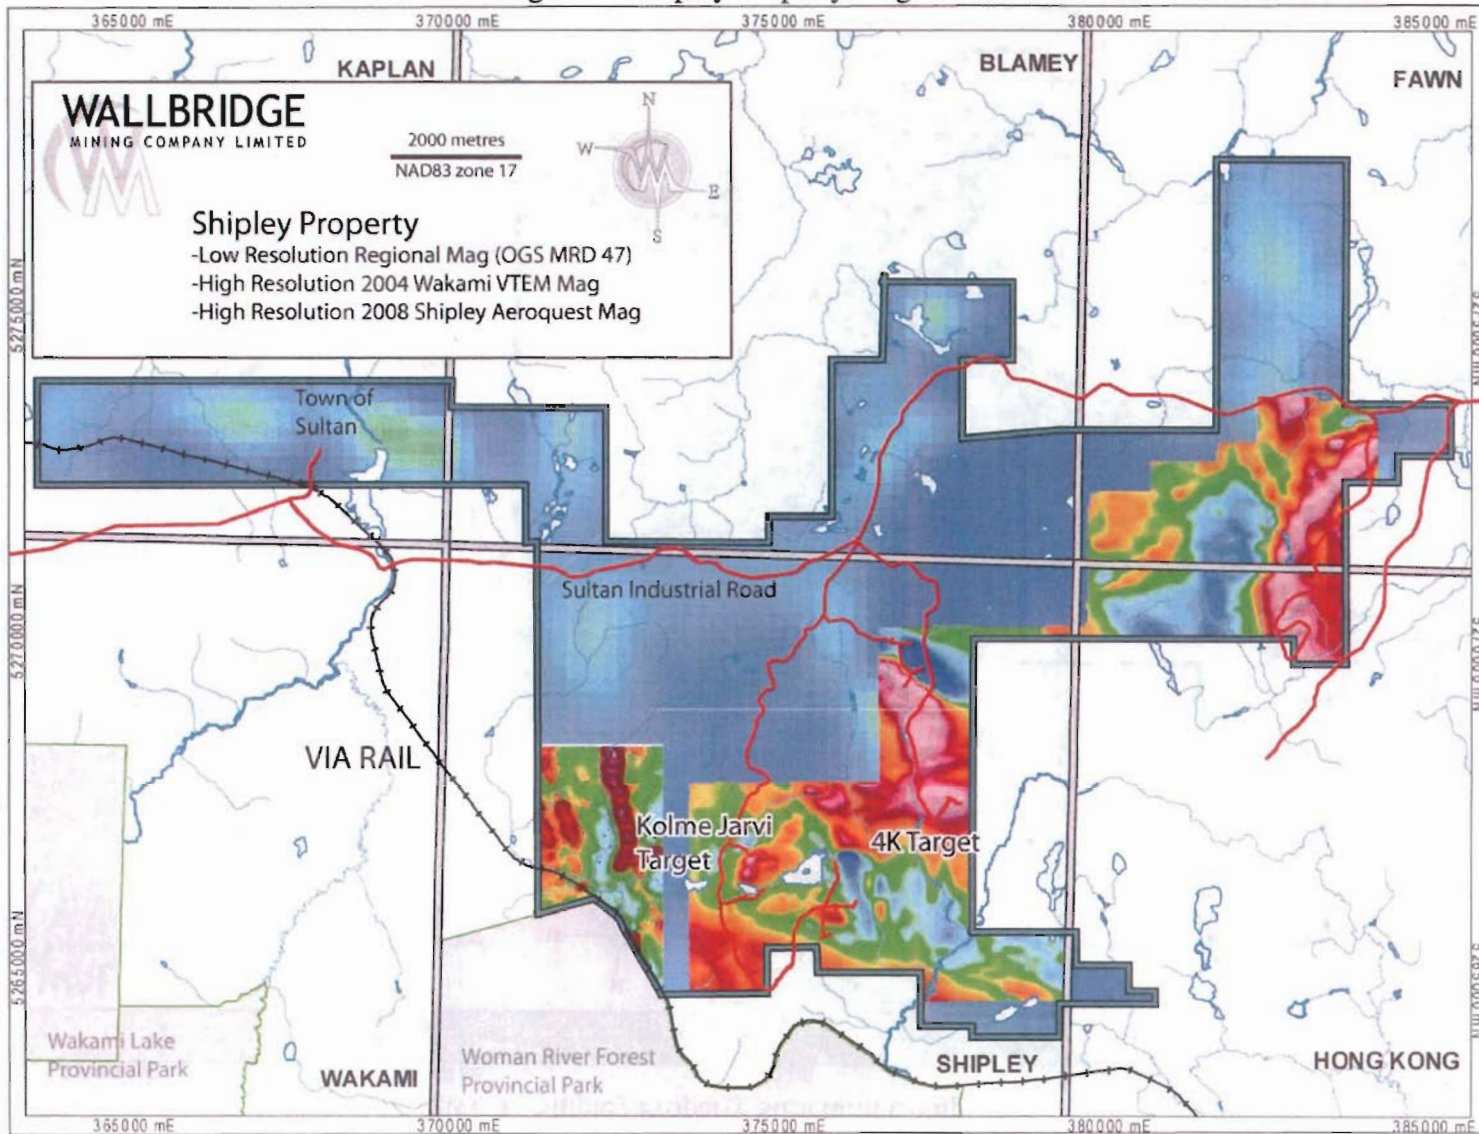 365000 mE 370000 mE 375000 mE 380000 mE 385000 mE
KAPLAN
BLAMEY
FAWN
WALLBRIDGE
MINING COMPANY LIMITED
2000 metres
NAD83 zone 17
N
W
E
S
Shipley Property
-Low Resolution Regional Mag (OGS MRD 47)
-High Resolution 2004 Wakami VTEM Mag
-High Resolution 2008 Shipley Aeroquest Mag
5275000 mN
Town of
Sultan
Sultan Industrial Road
5270000 mN
VIA RAIL
Kolme Jarvi
Target
4K Target
5265000 mN
Wakami Lake
Provincial Park
WAKAMI
Woman River Forest
Provincial Park
SHIPLEY
HONG KONG
365000 mE 370000 mE 375000 mE 380000 mE 385000 mE